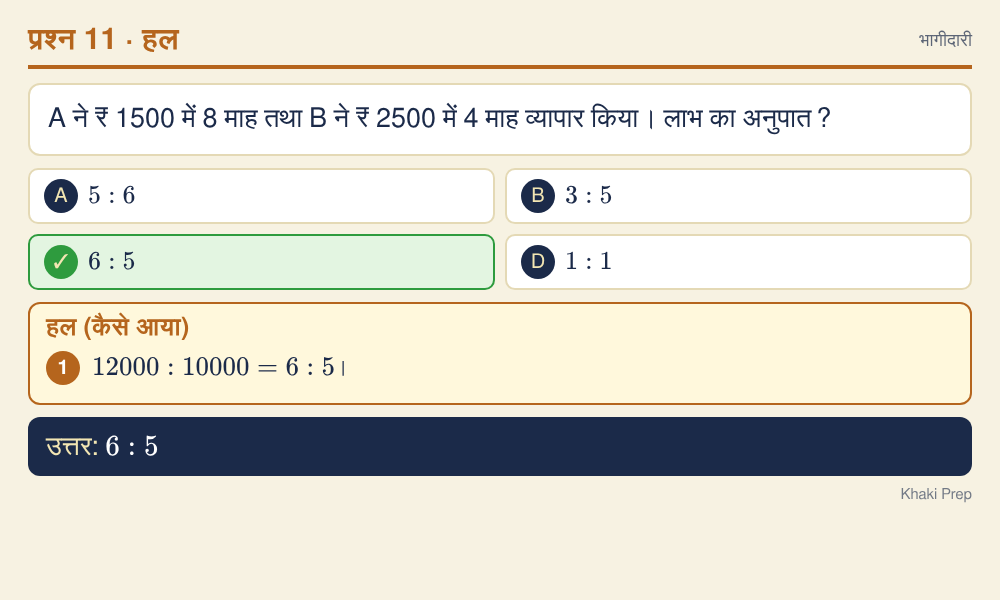 प्रश्न 11 · हल
भागीदारी
A ने ₹ 1500 में 8 माह तथा B ने ₹ 2500 में 4 माह व्यापार किया। लाभ का अनुपात ?
A 5 : 6
B 3 : 5
✓ 6 : 5
D 1 : 1
हल (कैसे आया)
1 12000 : 10000 = 6 : 5।
उत्तर: 6 : 5
Khaki Prep